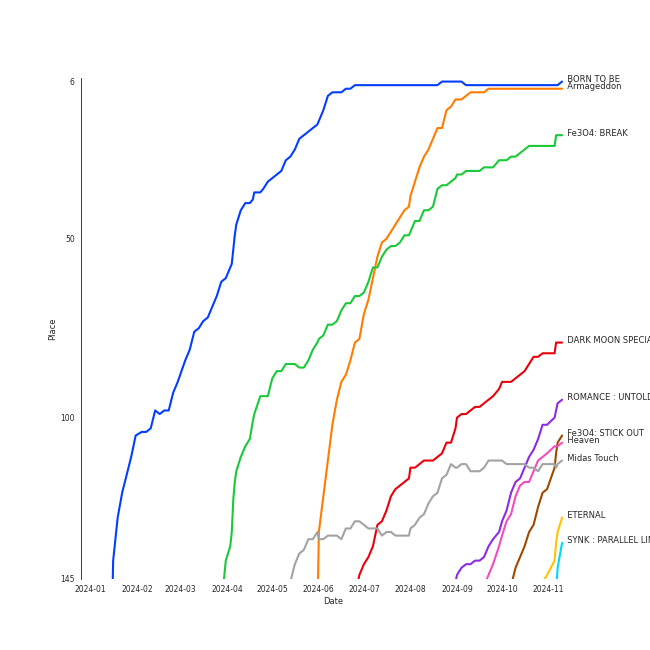 6
50
100
145
Place
2024-01
2024-02
2024-03
2024-04
2024-05
2024-06
2024-07
2024-08
2024-09
2024-10
2024-11
Date
BORN TO BE
Armageddon
Fe3O4: BREAK
DARK MOON SPECIA
ROMANCE : UNTOLD
Fe3O4: STICK OUT
Heaven
Midas Touch
ETERNAL
SYNK : PARALLEL LIN